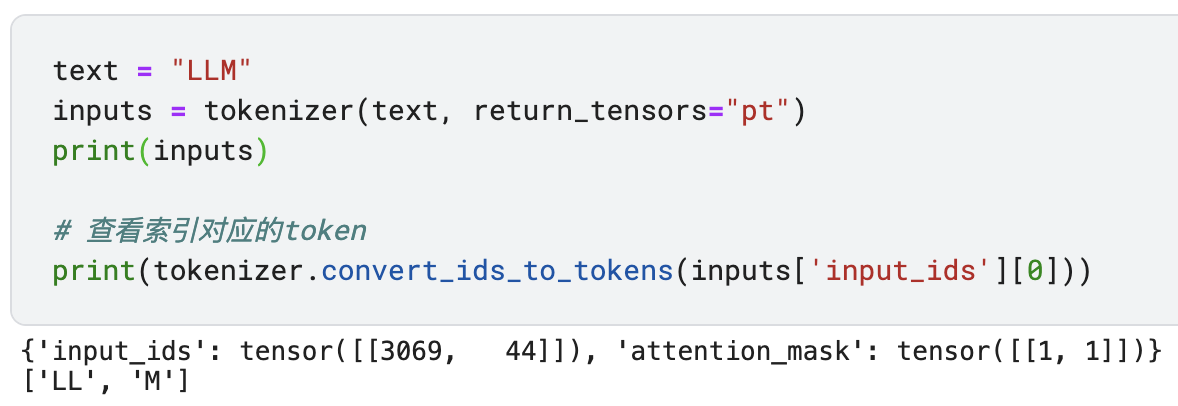 text = "LLM"
inputs = tokenizer(text, return_tensors="pt")
print(inputs)
# 查看索引对应的token
print(tokenizer.convert_ids_to_tokens(inputs['input_ids'][0]))
{'input_ids': tensor([[3069,   44]]), 'attention_mask': tensor([[1, 1]])}
['LL', 'M']